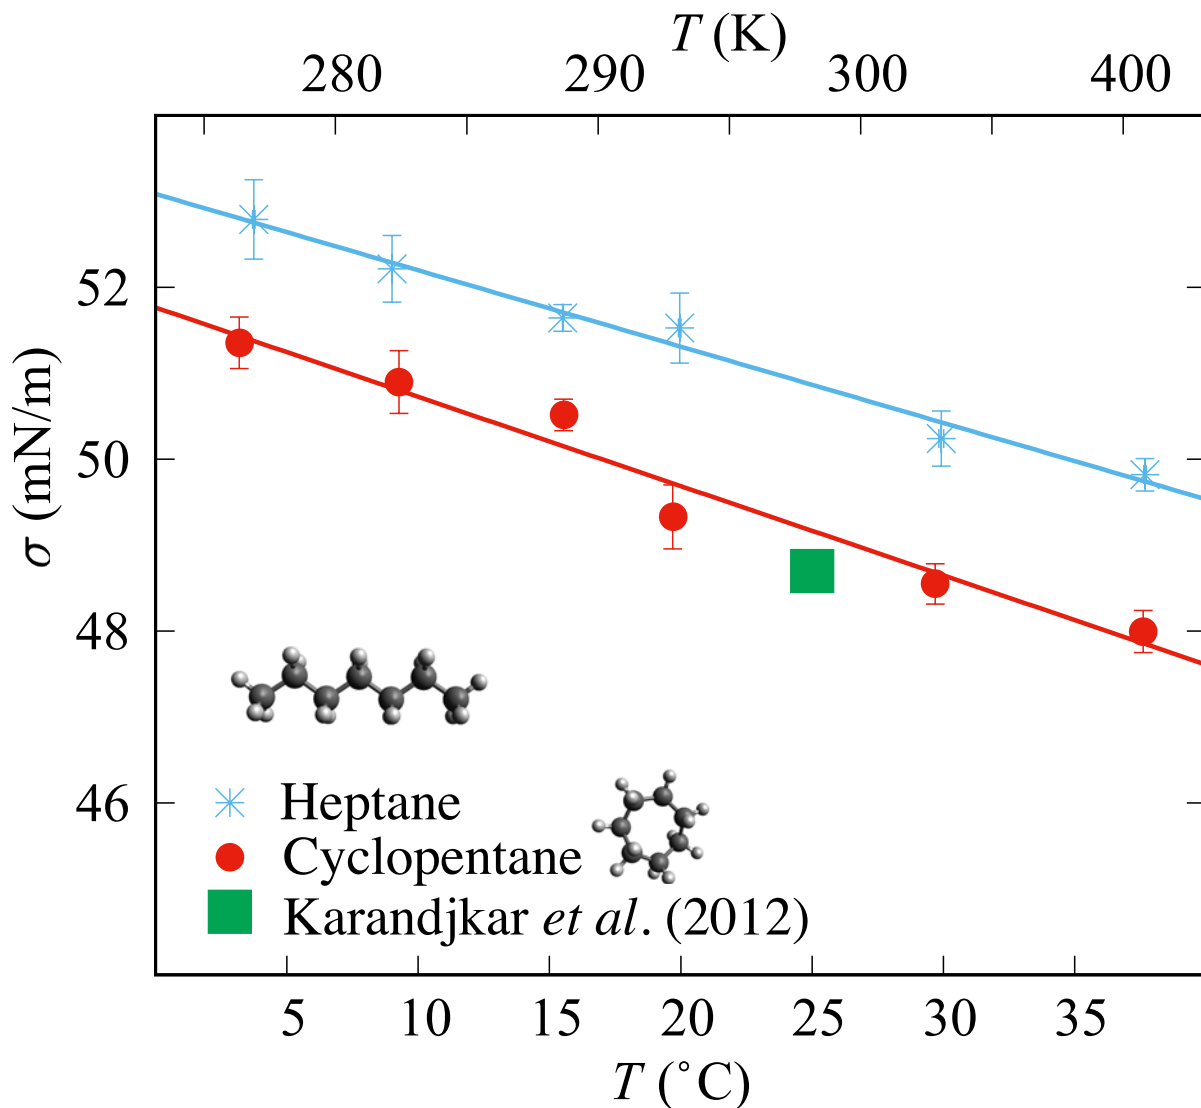 T (K)
280 290 300 400
52
50
48
46
σ (mN/m)
Heptane
Cyclopentane
Karandjkar et al. (2012)
5 10 15 20 25 30 35
T (˚C)